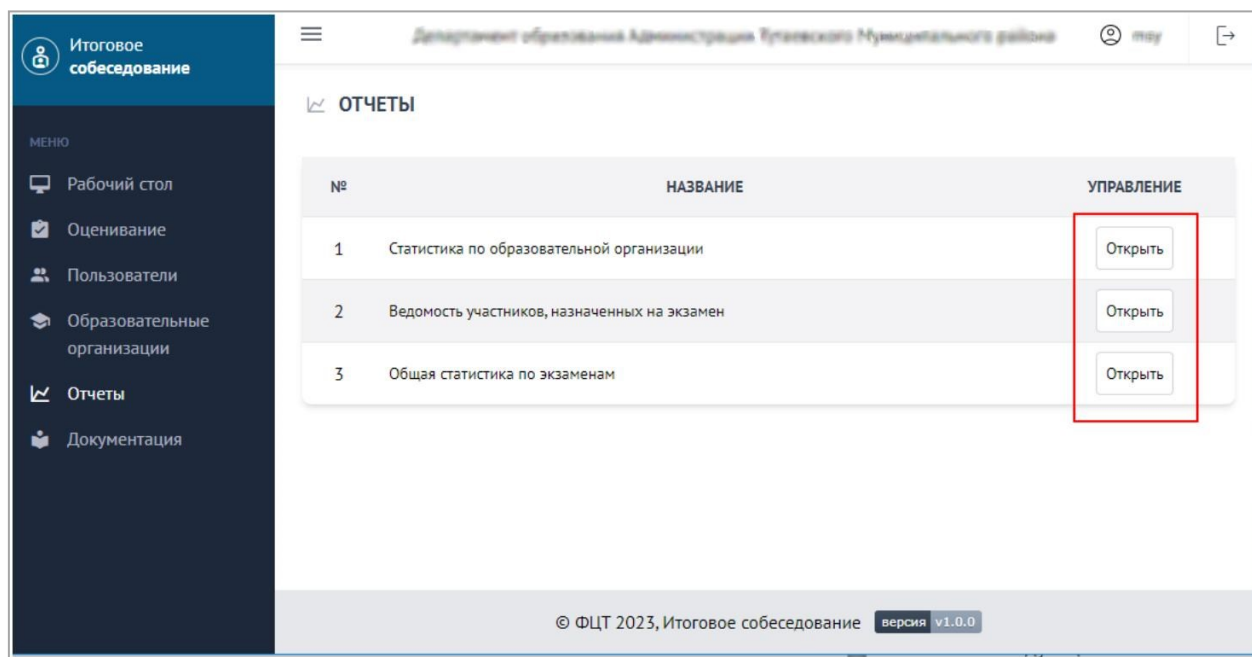 Итоговое
собеседование
МЕНЮ
Рабочий стол
Оценивание
Пользователи
Образовательные
организации
Отчеты
Документация
ОТЧЕТЫ
№ НАЗВАНИЕ УПРАВЛЕНИЕ
1 Статистика по образовательной организации Открыть
2 Ведомость участников, назначенных на экзамен Открыть
3 Общая статистика по экзаменам Открыть
© ФЦТ 2023, Итоговое собеседование версия v1.0.0